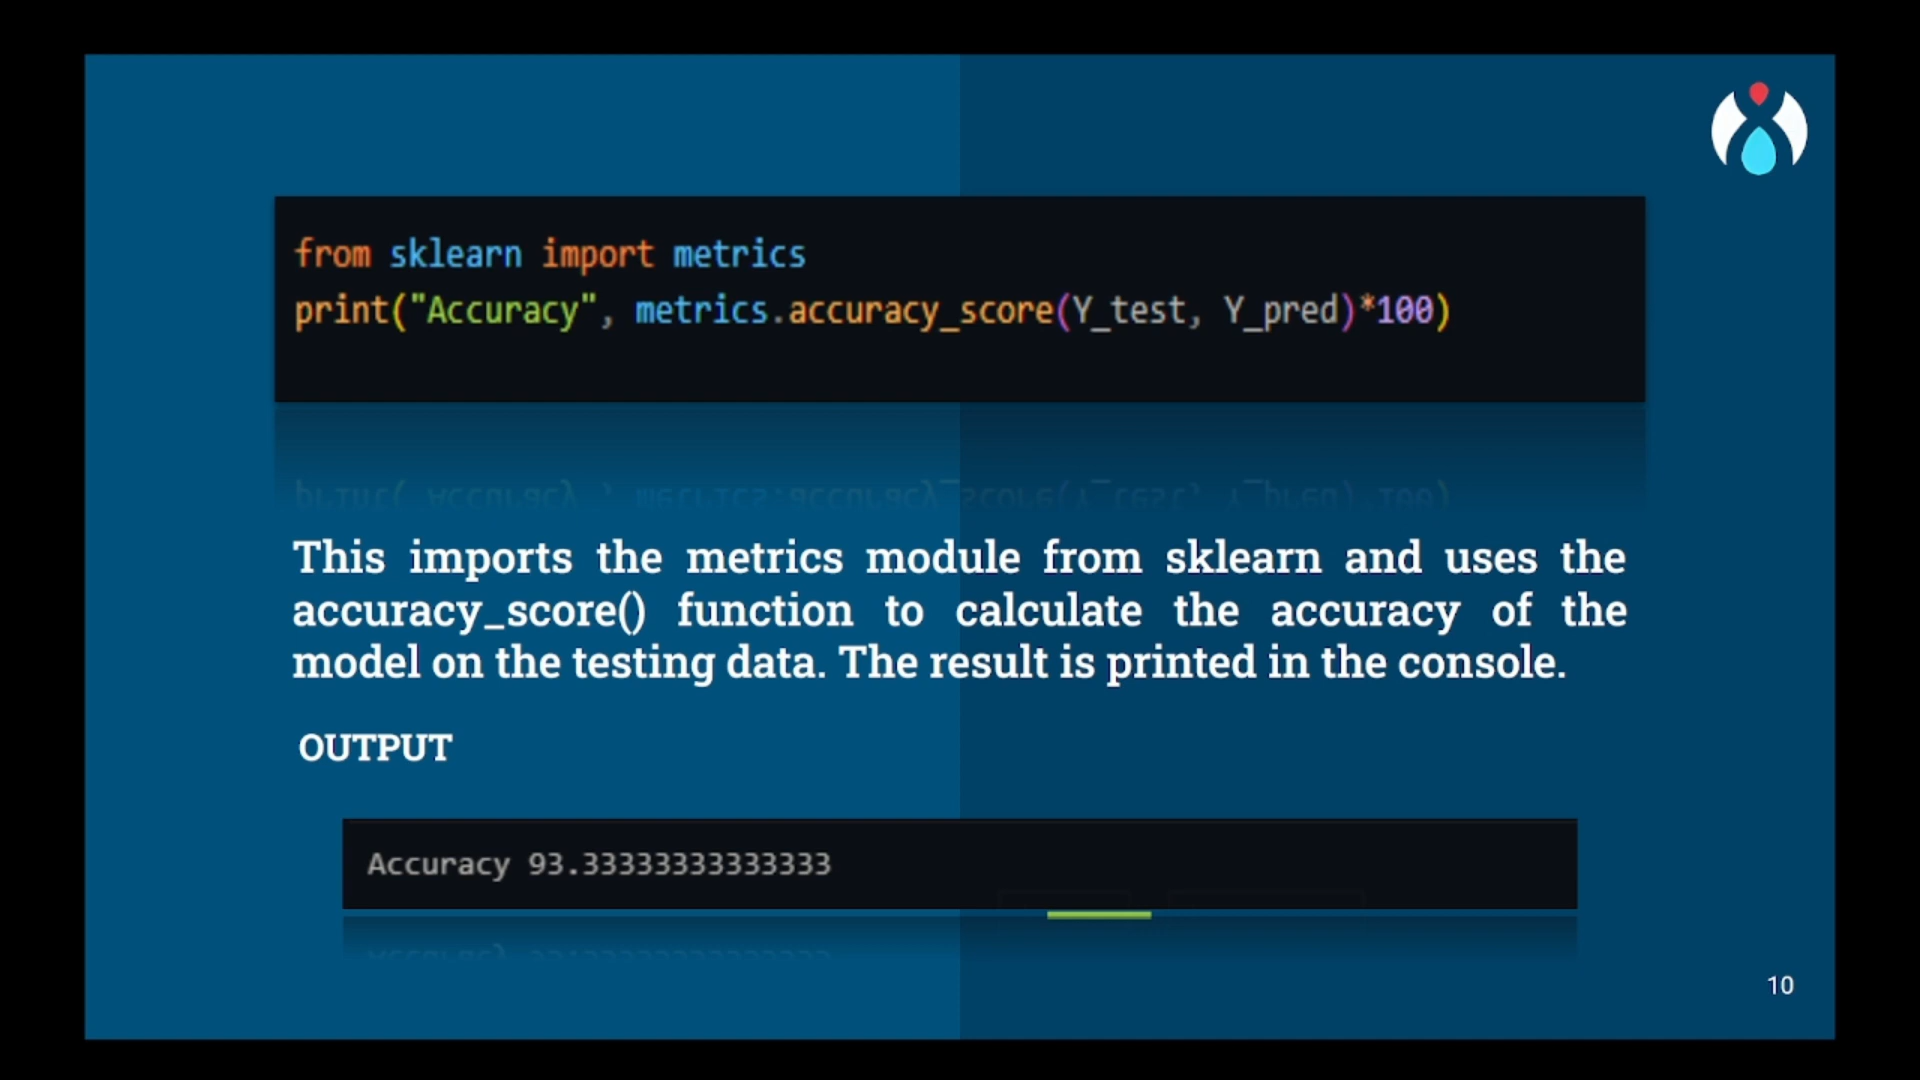 from sklearn import metrics
print("Accuracy", metrics.accuracy_score(Y_test, Y_pred)*100)
This imports the metrics module from sklearn and uses the
accuracy_score() function to calculate the accuracy of the
model on the testing data. The result is printed in the console.
OUTPUT
Accuracy 93.33333333333333
10